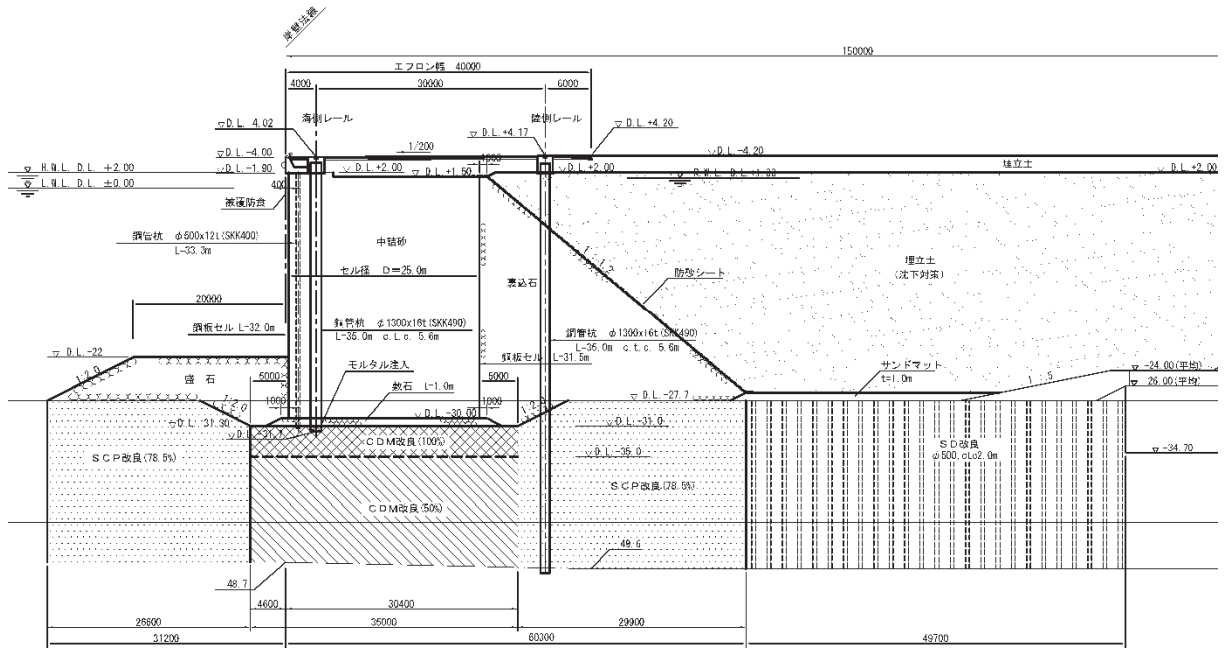 岸壁法線
150000
エプロン幅 40000
4000
30000
6000
海側レール
陸側レール
▽D.L. 4.02
▽D.L.+4.17
▽D.L.+4.20
1/200
▽D.L.-4.00
▽D.L.-4.20
▽ H.W.L. D.L. +2.00
▽D.L.-1.90
▽D.L.+2.00
▽D.L.+1.50
▽D.L.+2.00
埋立土
▽D.L.+2.00
▽ L.W.L. D.L. ±0.00
400
被覆防食
鋼管杭 φ500x12t(SKK400)
L-33.3m
中詰砂
埋立土
(沈下対策)
セル径 D=25.0m
裏込石
防砂シート
20000
鋼板セル L-32.0m
鋼管杭 φ1300x16t(SKK490)
L-35.0m c.t.c. 5.6m
鋼管杭 φ1300x16t(SKK490)
L-35.0m c.t.c. 5.6m
鋼板セル L-31.5m
▽ D.L.-22
モルタル注入
サンドマット
t=1.0m
▽ -24.00(平均)
26.00(平均)
1:2.0
盛石
5000
5000
敷石 L-1.0m
1000
1000
1:2.0
▽D.L.-27.7
▽D.L.-30.00
▽D.L. 31.30
▽D.L.-31.7
▽D.L.-31.0
CDM改良(100%)
SD改良
▽ -34.70
SCP改良(78.5%)
▽D.L.-35.0
SCP改良(78.5%)
CDM改良(50%)
49.6
48.7
4600
30400
26600
35000
29900
31200
60300
49700